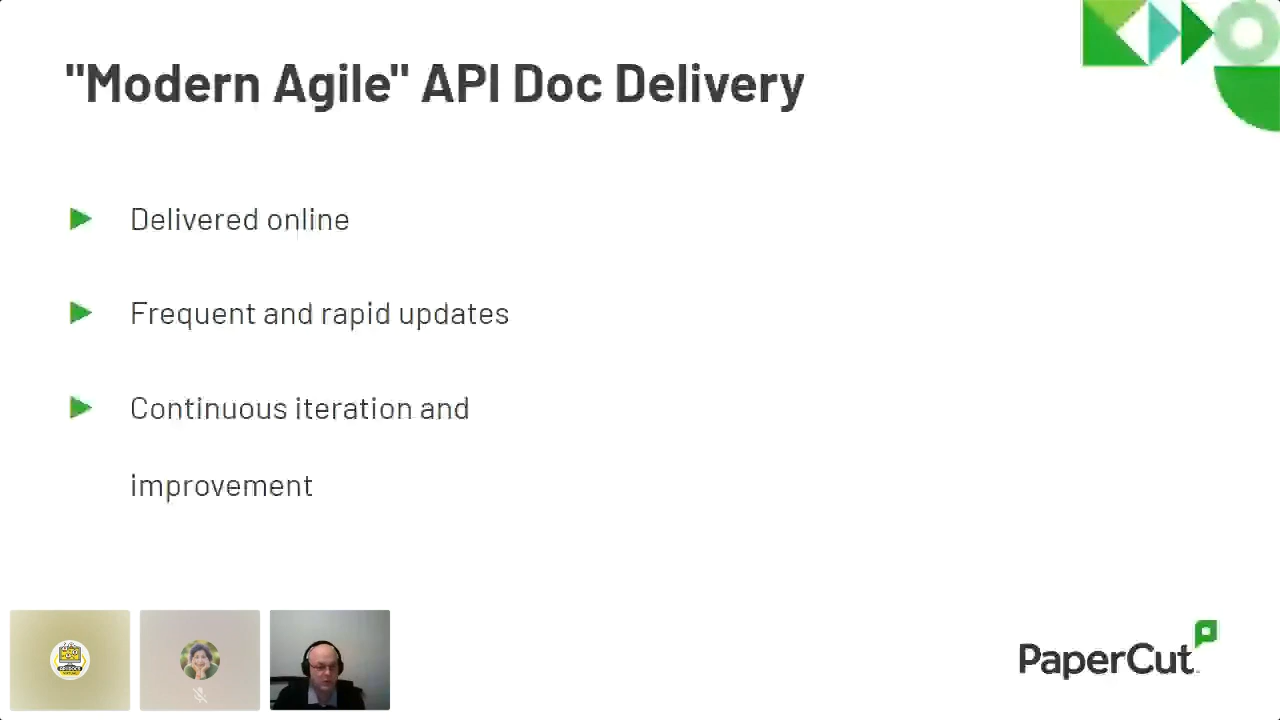 "Modern Agile" API Doc Delivery
Delivered online
Frequent and rapid updates
Continuous iteration and
improvement
PaperCut